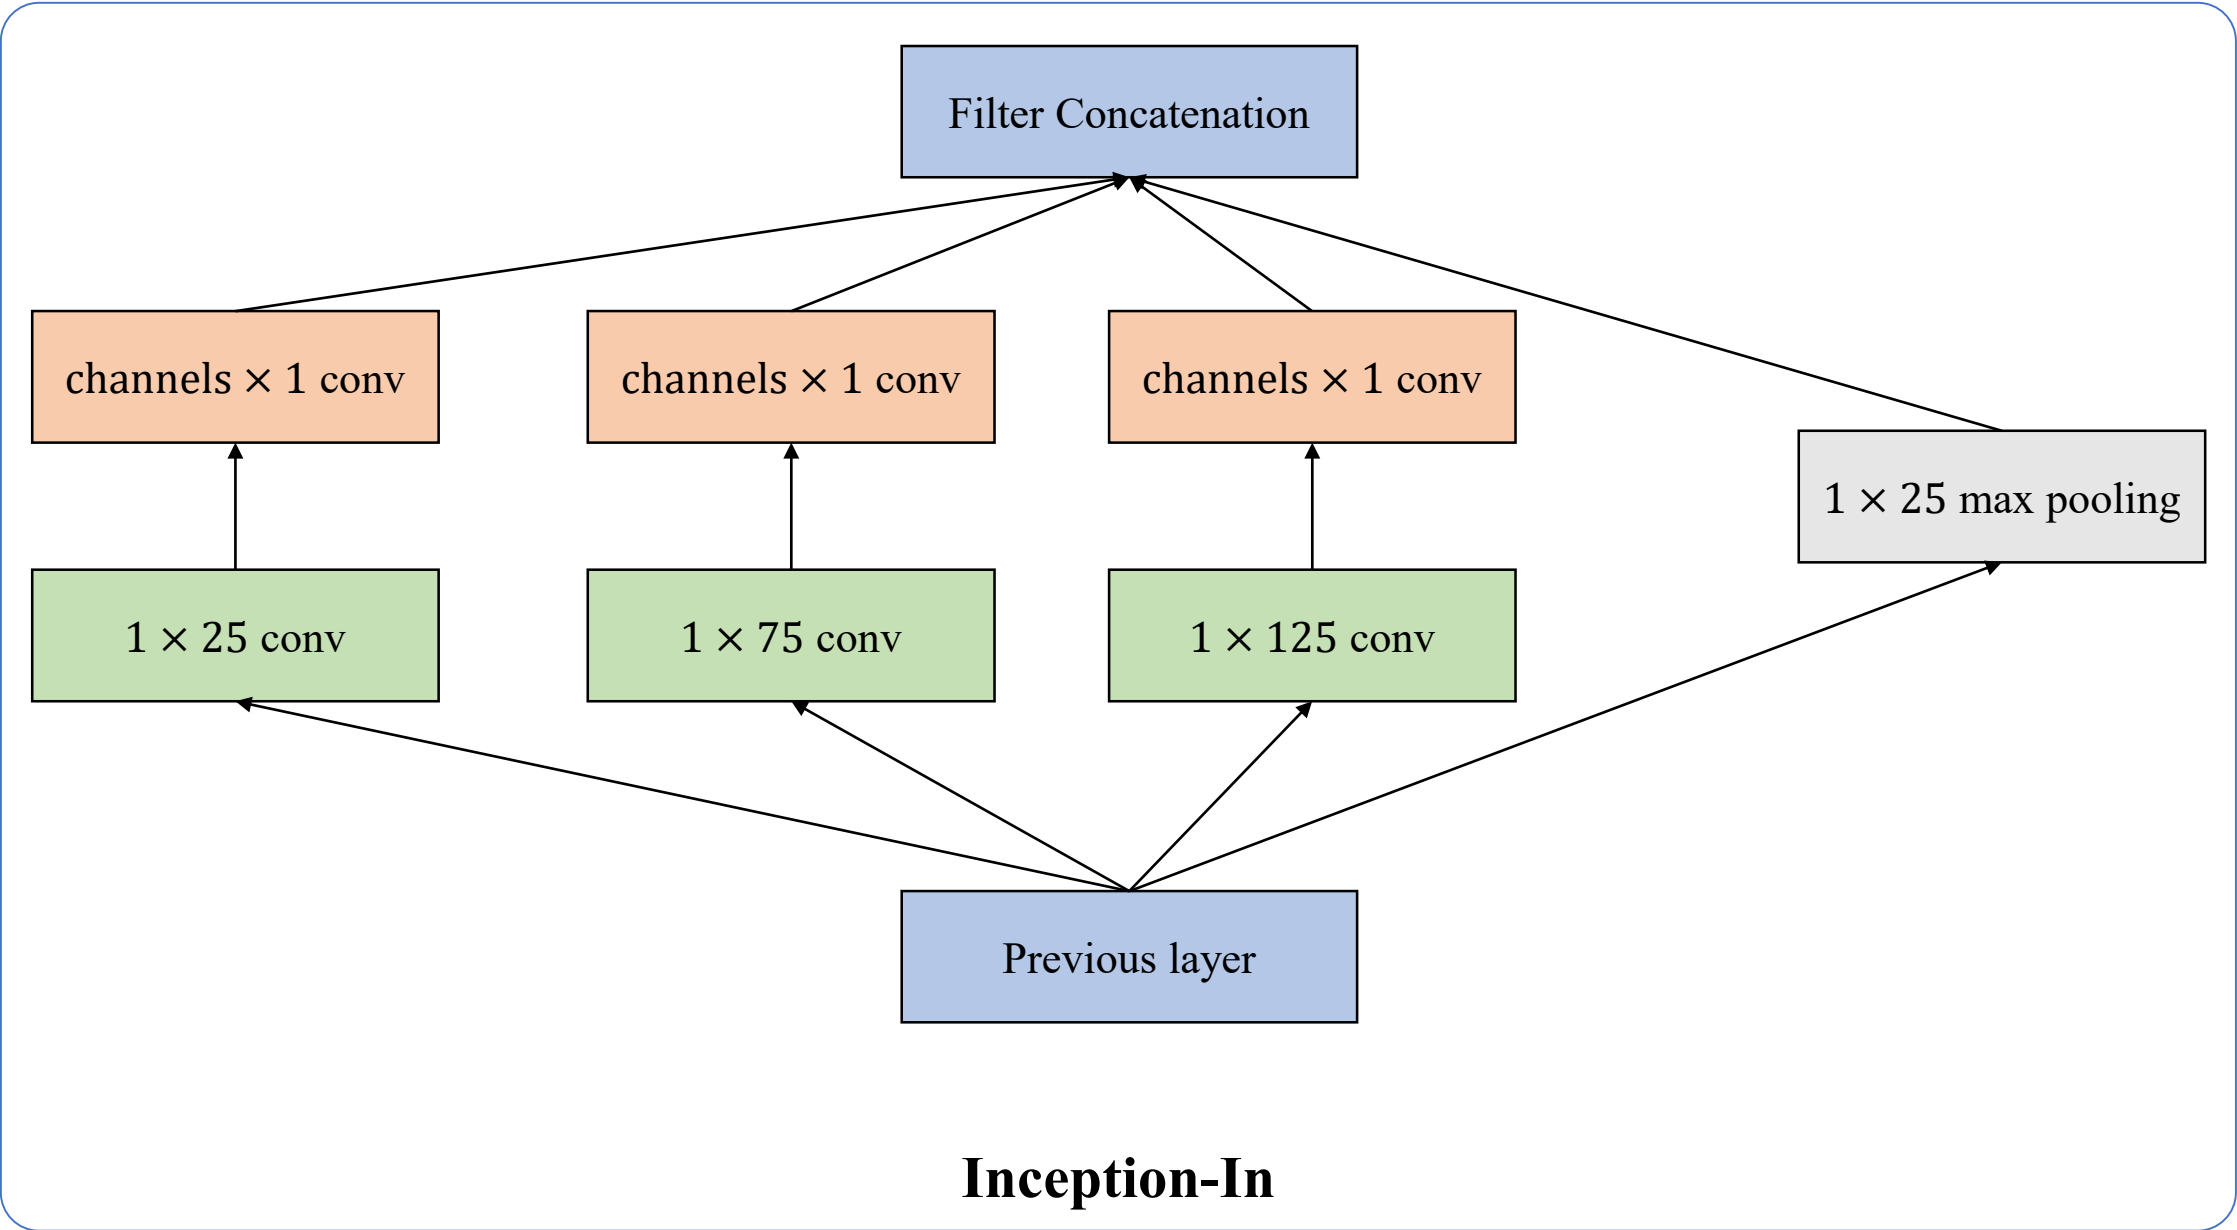 Filter Concatenation
channels × 1 conv
channels × 1 conv
channels × 1 conv
1 × 25 max pooling
1 × 25 conv
1 × 75 conv
1 × 125 conv
Previous layer
Inception-In